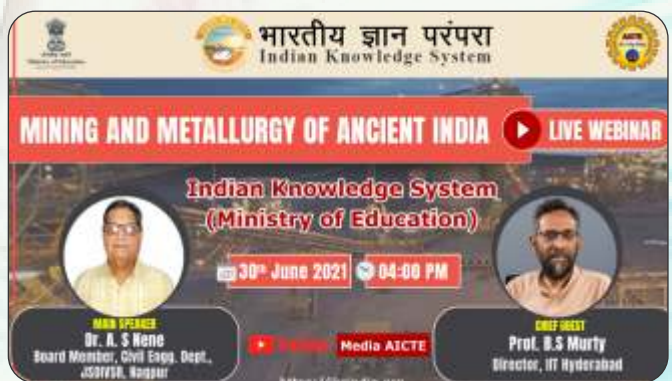 भारतीय ज्ञान परंपरा
Indian Knowledge System
MINING AND METALLURGY OF ANCIENT INDIA
LIVE WEBINAR
Indian Knowledge System
(Ministry of Education)
30th June 2021
04:00 PM
MAIN SPEAKER
Dr. A. S Nene
Board Member, Civil Engg. Dept.,
Nagpur
Media AICTE
CHIEF GUEST
Prof. B.S Murty
Director, IIT Hyderabad